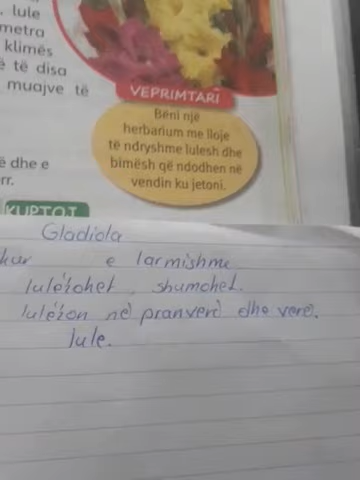 . lule
metra
klimës
ë të disa
muajve të
VEPRIMTARI
Bëni një
herbarium me lloje
të ndryshme lulesh dhe
bimësh që ndodhen në
vendin ku jetoni.
ë dhe e
rr.
KUPTOJ
Gladiola
kur e larmishme
lulëzohet, shumohet.
lulëzon në pranverë dhe verë.
lule.